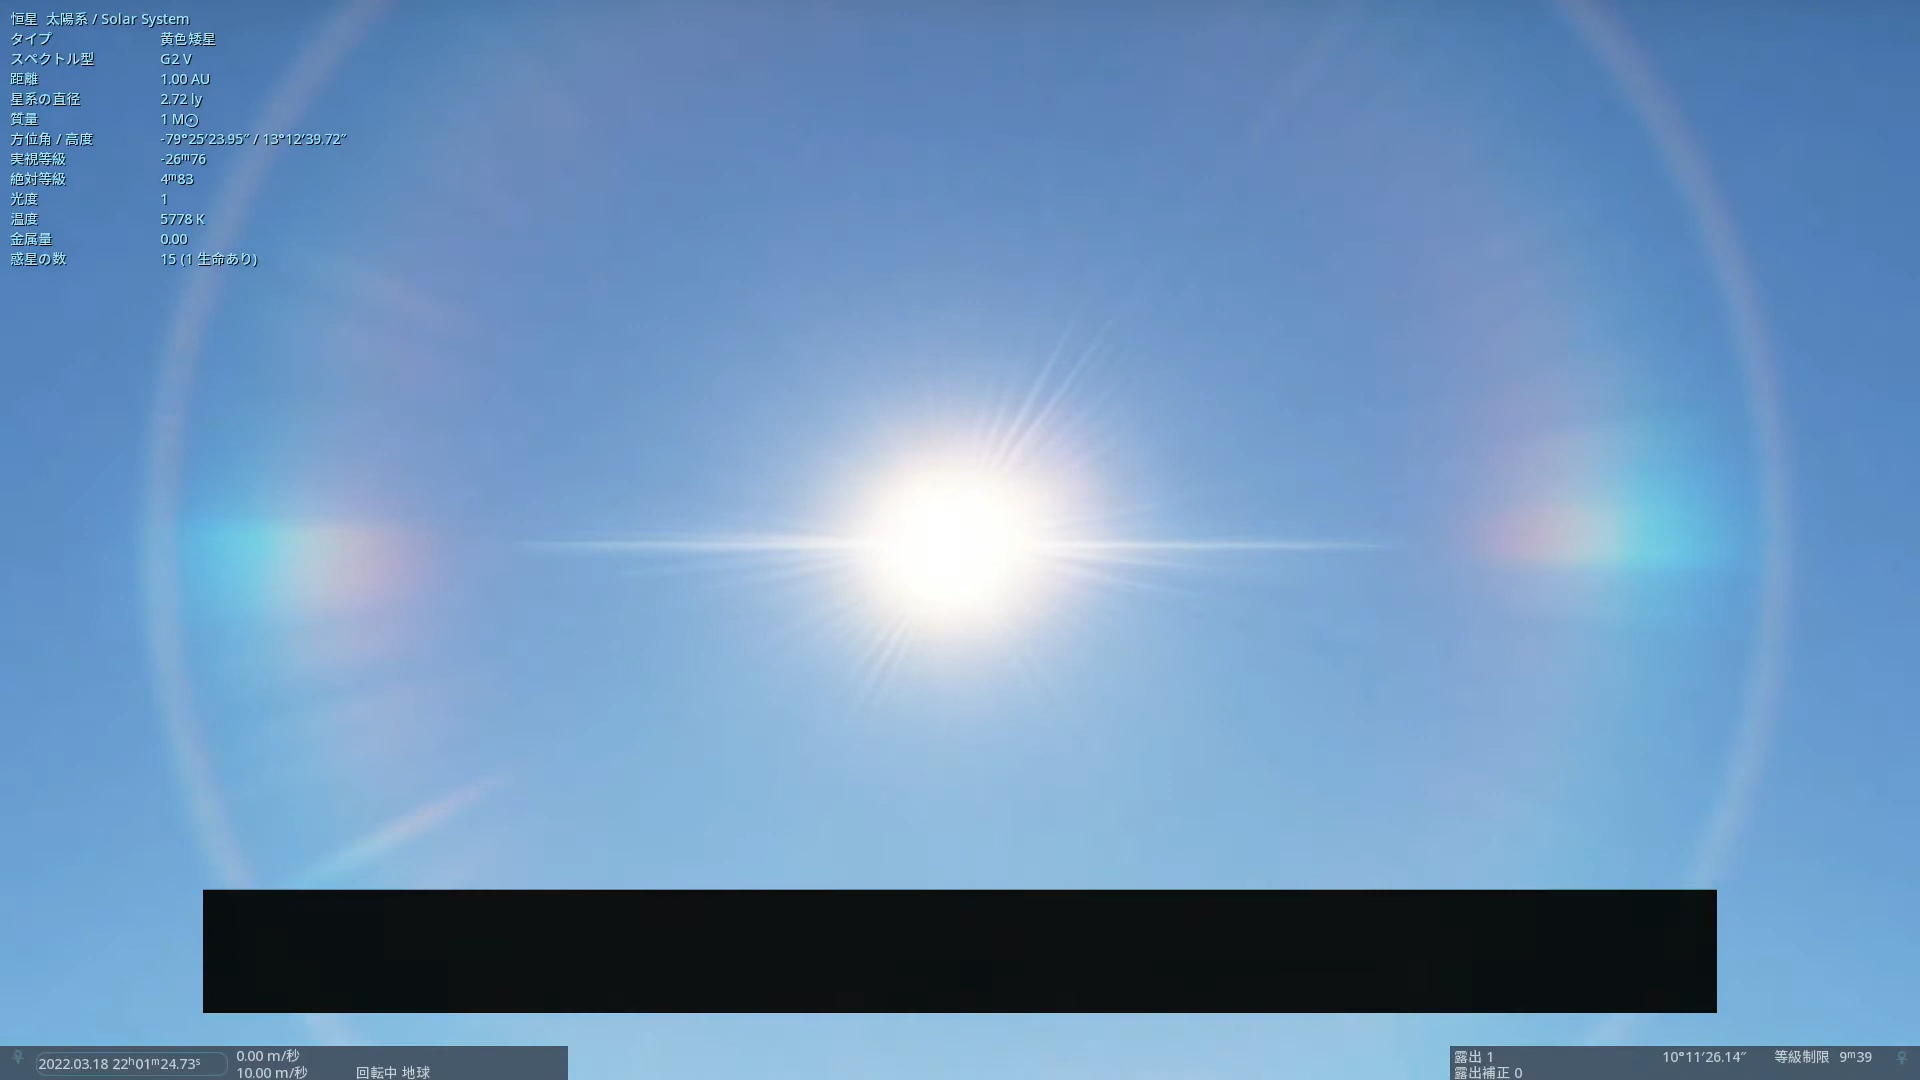 恒星 太陽系 / Solar System
タイプ 黄色矮星
スペクトル型 G2 V
距離 1.00 AU
星系の直径 2.72 ly
質量 1 M☉
方位角 / 高度 -79°25′23.95″ / 13°12′39.72″
実視等級 -26ᵐ76
絶対等級 4ᵐ83
光度 1
温度 5778 K
金属量 0.00
惑星の数 15 (1 生命あり)
2022.03.18 22ʰ01ᵐ24.73ˢ
0.00 m/秒
10.00 m/秒 回転中 地球
露出 1 10°11′26.14″ 等級制限 9ᵐ39
露出補正 0